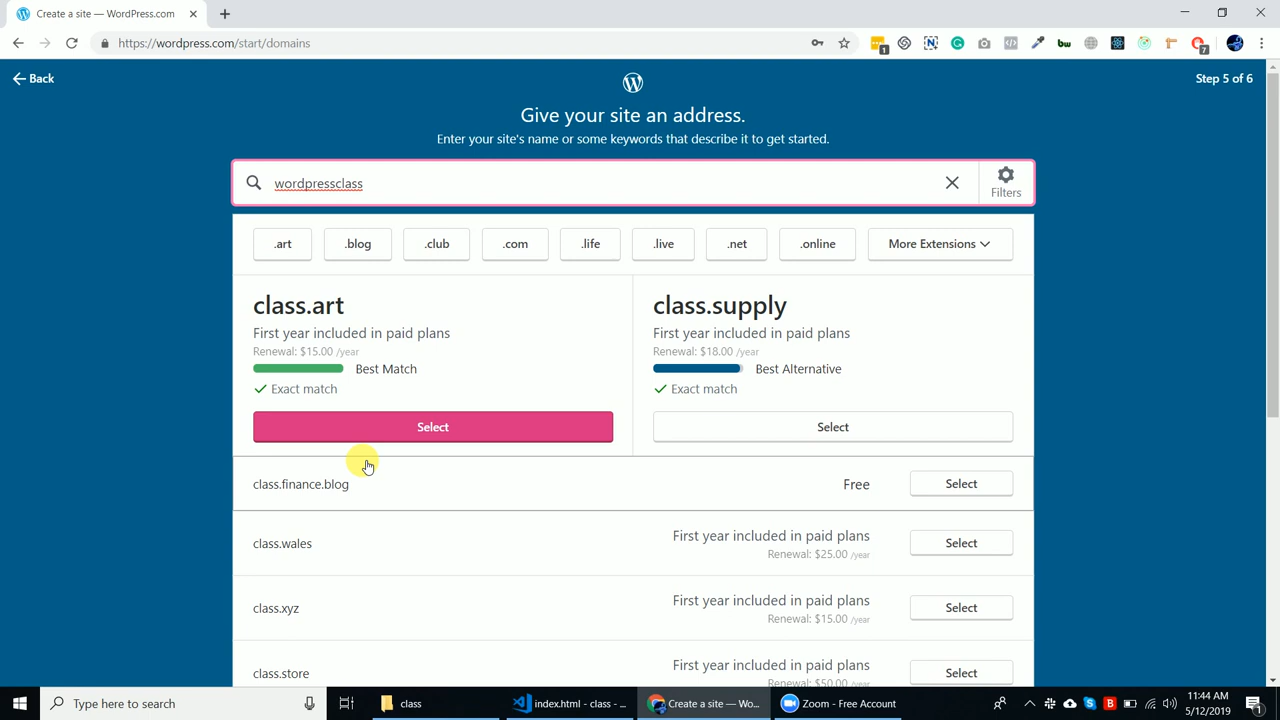 Create a site — WordPress.com
https://wordpress.com/start/domains
1
7
Back
Step 5 of 6
Give your site an address.
Enter your site's name or some keywords that describe it to get started.
wordpressclass
Filters
.art
.blog
.club
.com
.life
.live
.net
.online
More Extensions
class.art
First year included in paid plans
Renewal: $15.00 /year
Best Match
Exact match
Select
class.supply
First year included in paid plans
Renewal: $18.00 /year
Best Alternative
Exact match
Select
class.finance.blog
Free
Select
class.wales
First year included in paid plans
Renewal: $25.00 /year
Select
class.xyz
First year included in paid plans
Renewal: $15.00 /year
Select
class.store
First year included in paid plans
Renewal: $50.00 /year
Select
Type here to search
class
index.html - class - ...
Create a site — Wo...
Zoom - Free Account
11:44 AM
5/12/2019
1